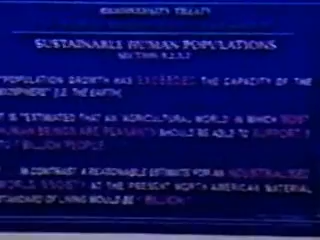 BIODIVERSITY TREATY
SUSTAINABLE HUMAN POPULATIONS
SECTION 9.2.3.2
"POPULATION GROWTH HAS EXCEEDED THE CAPACITY OF THE
BIOSPHERE" [I.E. THE EARTH].
IS "ESTIMATED THAT AN AGRICULTURAL WORLD IN WHICH MOST
HUMAN BEINGS ARE PEASANTS SHOULD BE ABLE TO SUPPORT 5
TO 7 BILLION PEOPLE.
IN CONTRAST A REASONABLE ESTIMATE FOR AN INDUSTRIALISED
WORLD SOCIETY AT THE PRESENT NORTH AMERICAN MATERIAL
STANDARD OF LIVING WOULD BE 1 BILLION."